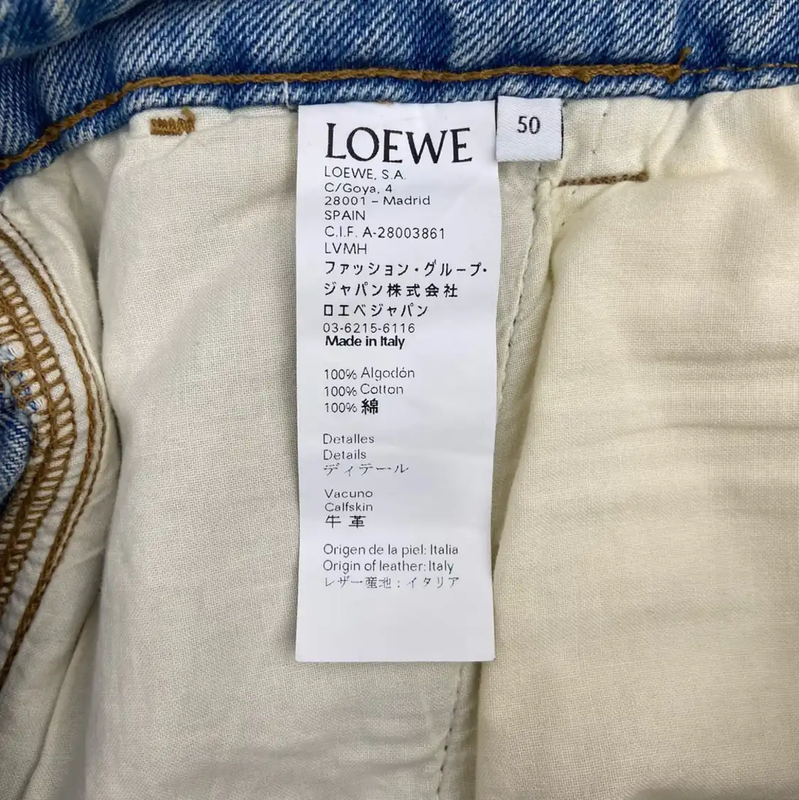 LOEWE
50
LOEWE, S.A.
C/Goya, 4
28001 – Madrid
SPAIN
C.I.F. A-28003861
LVMH
ファッション・グループ・
ジャパン株式会社
ロエベジャパン
03-6215-6116
Made in Italy
100% Algodón
100% Cotton
100% 綿
Detalles
Details
ディテール
Vacuno
Calfskin
牛革
Origen de la piel: Italia
Origin of leather: Italy
レザー産地：イタリア